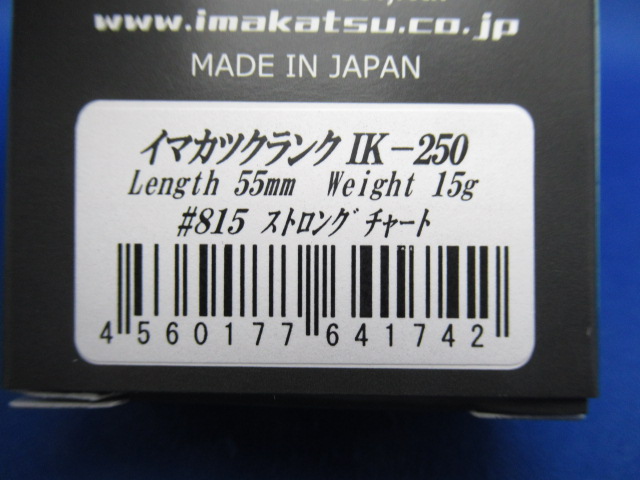 www.imakatsu.co.jp
MADE IN JAPAN
イマカツクランク IK-250
Length 55mm Weight 15g
#815 ストロングチャート
4 560177 641742